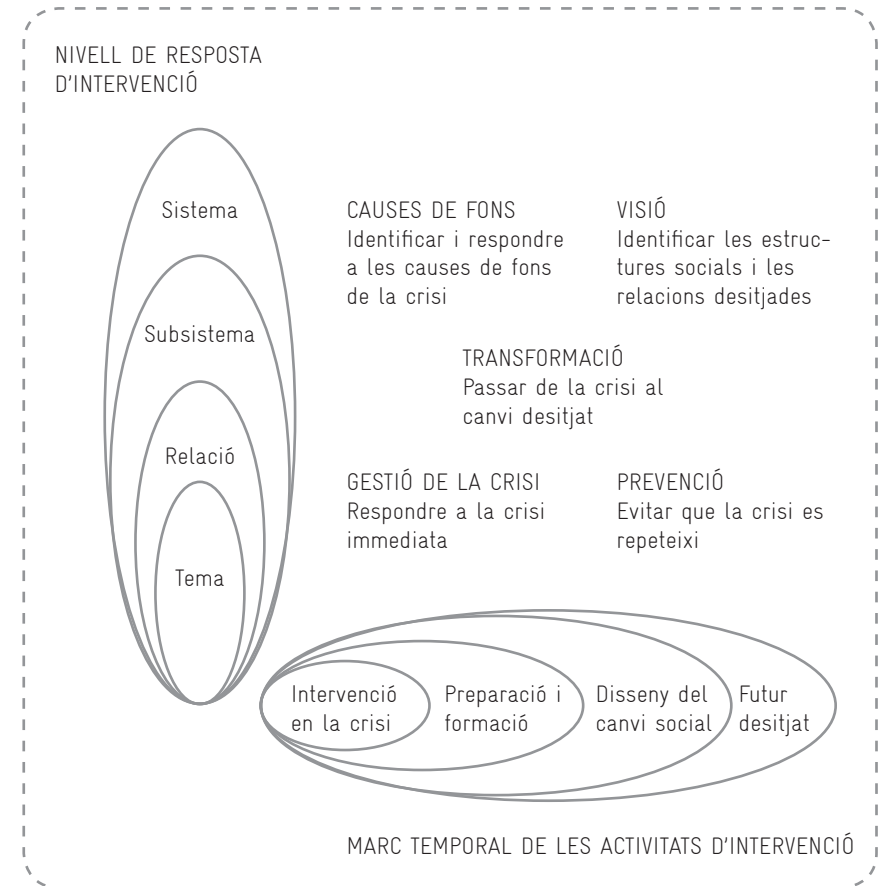 NIVELL DE RESPOSTA
D'INTERVENCIÓ
Sistema
Subsistema
Relació
Tema
CAUSES DE FONS
Identificar i respondre
a les causes de fons
de la crisi
VISIÓ
Identificar les estruc-
tures socials i les
relacions desitjades
TRANSFORMACIÓ
Passar de la crisi al
canvi desitjat
GESTIÓ DE LA CRISI
Respondre a la crisi
immediata
PREVENCIÓ
Evitar que la crisi es
repeteixi
Intervenció
en la crisi
Preparació i
formació
Disseny del
canvi social
Futur
desitjat
MARC TEMPORAL DE LES ACTIVITATS D'INTERVENCIÓ